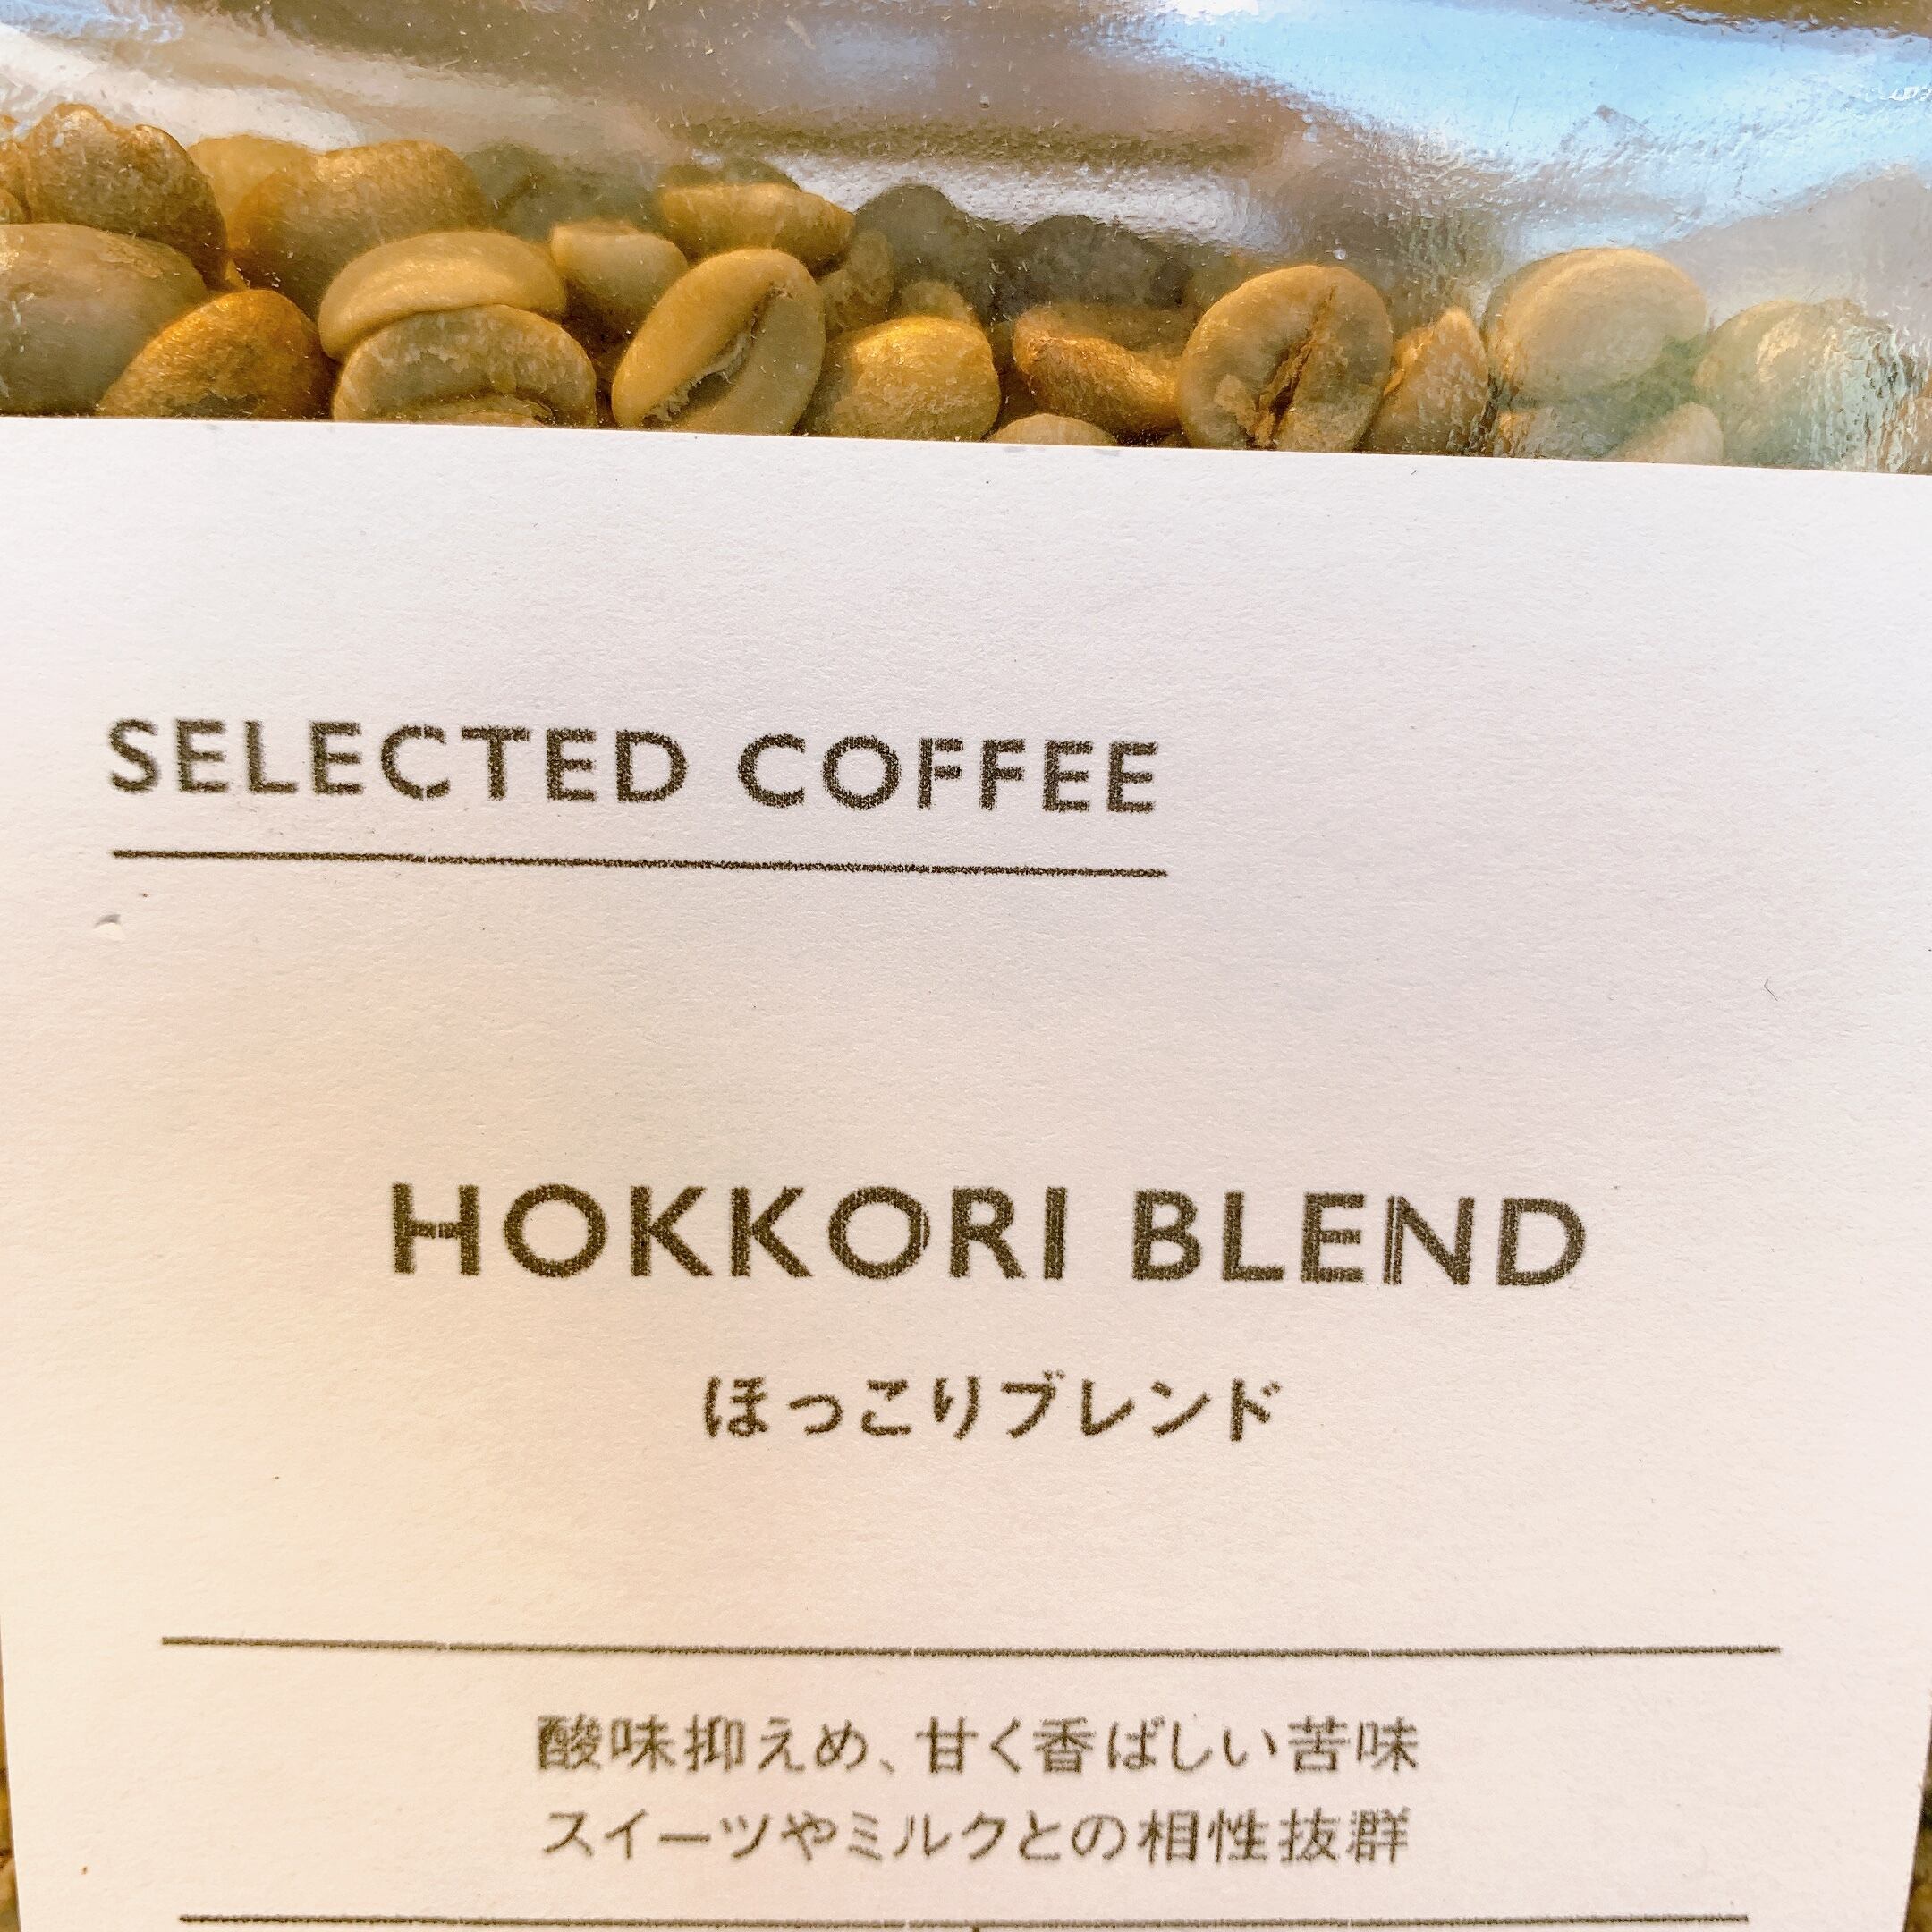 SELECTED COFFEE
HOKKORI BLEND
ほっこりブレンド
酸味抑えめ、甘く香ばしい苦味
スイーツやミルクとの相性抜群